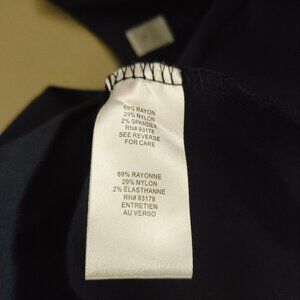 69% RAYON
29% NYLON
2% SPANDEX
RN# 93178
SEE REVERSE
FOR CARE
69% RAYONNE
29% NYLON
2% ÉLASTHANNE
RN# 93178
ENTRETIEN
AU VERSO